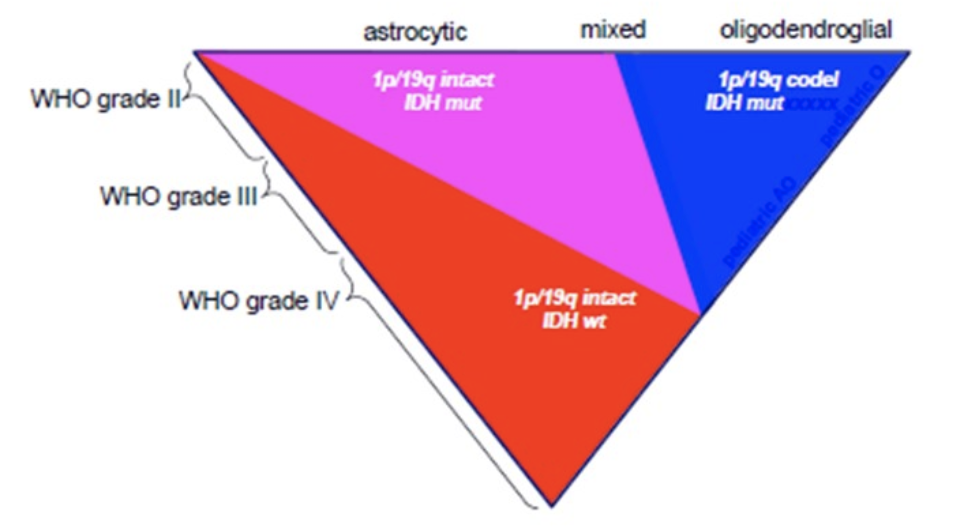 astrocytic mixed oligodendroglial
1p/19q intact
IDH mut
1p/19q codel
IDH mutxxxxx
pediatric O
WHO grade II
pediatric AO
WHO grade III
WHO grade IV
1p/19q intact
IDH wt